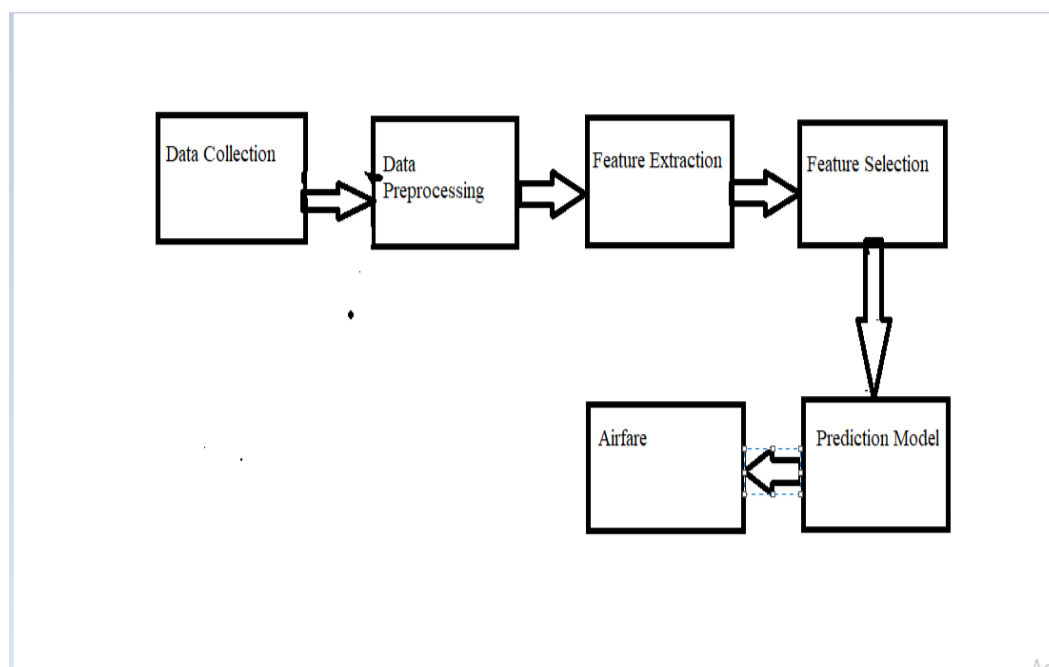 Data Collection
Data
Preprocessing
Feature Extraction
Feature Selection
Airfare
Prediction Model